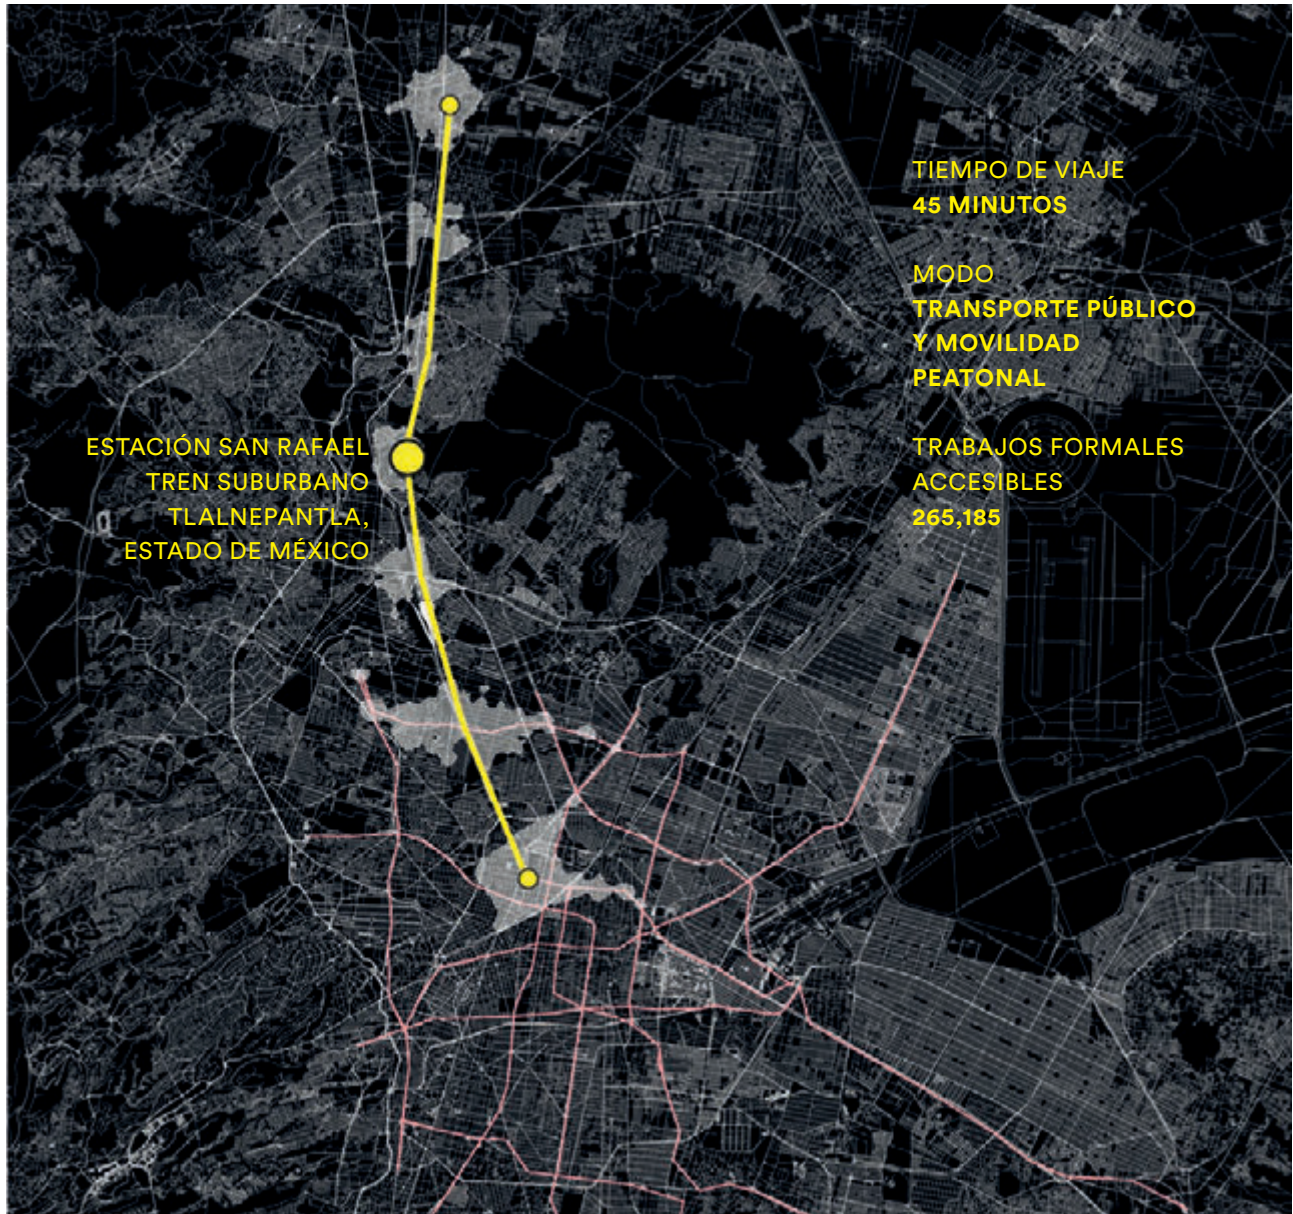 TIEMPO DE VIAJE
45 MINUTOS
MODO
TRANSPORTE PÚBLICO
Y MOVILIDAD
PEATONAL
ESTACIÓN SAN RAFAEL
TREN SUBURBANO
TLALNEPANTLA,
ESTADO DE MÉXICO
TRABAJOS FORMALES
ACCESIBLES
265,185